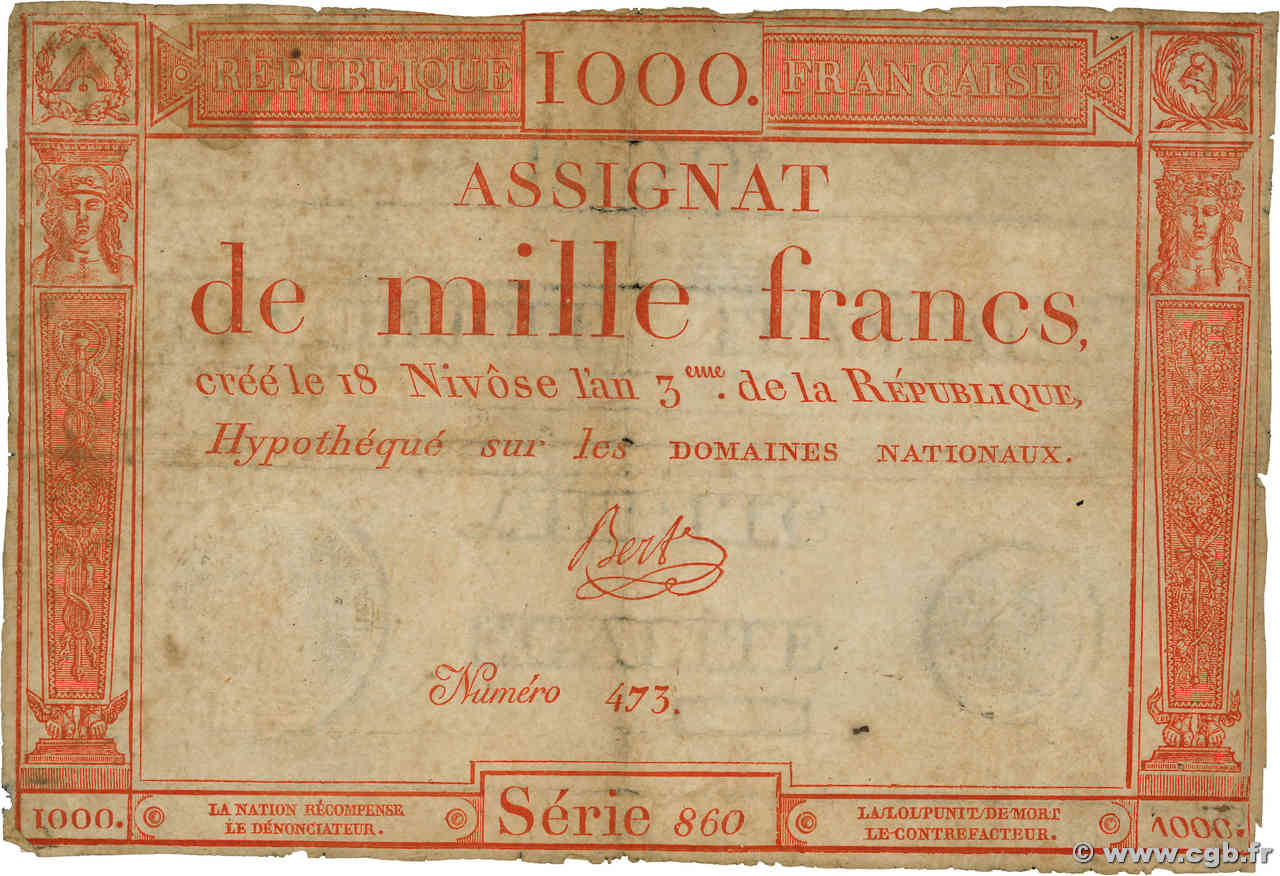 RÉPUBLIQUE 1000. FRANÇAISE
ASSIGNAT
de mille francs,
créé le 18 Nivôse l'an 3eme. de la RÉPUBLIQUE,
Hypothéqué sur les DOMAINES NATIONAUX.
Bert
Numéro 473.
1000.
LA NATION RÉCOMPENSE
LE DÉNONCIATEUR.
Série 860
LA LOI PUNIT DE MORT
LE CONTREFACTEUR.
1000.
© www.cgb.fr